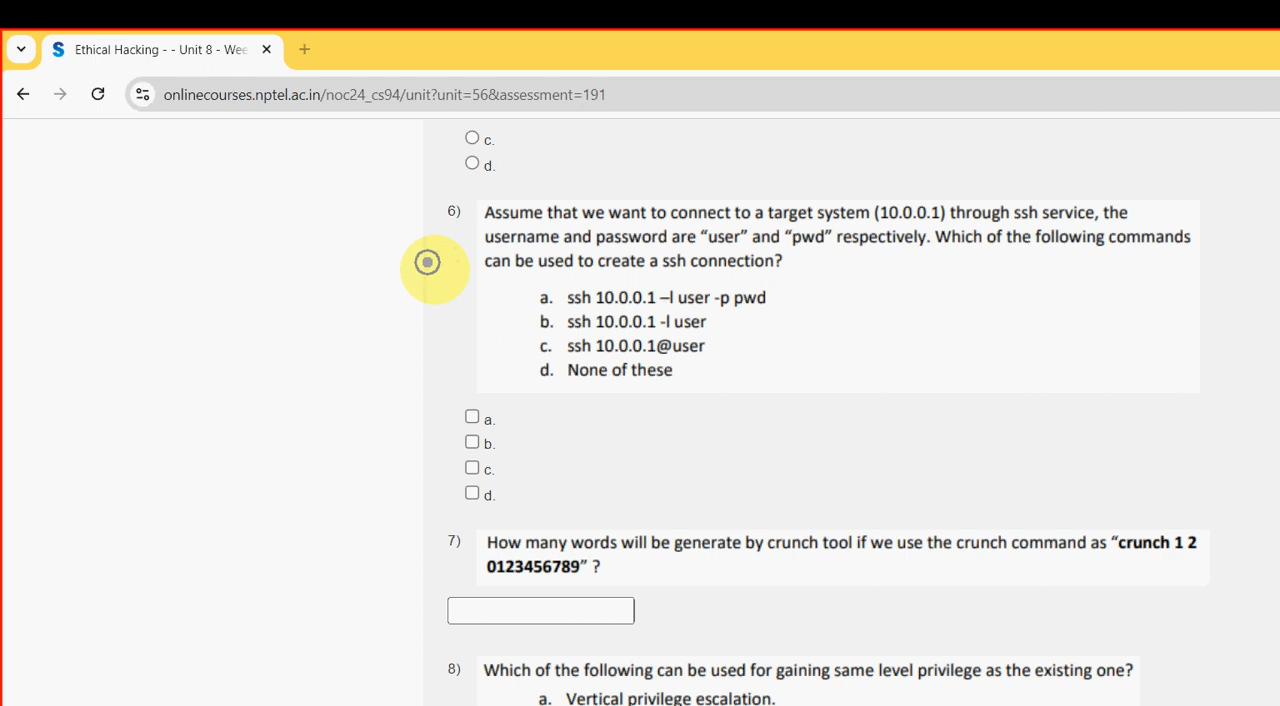 Ethical Hacking - - Unit 8 - Wee
onlinecourses.nptel.ac.in/noc24_cs94/unit?unit=56&assessment=191
c.
d.
6) Assume that we want to connect to a target system (10.0.0.1) through ssh service, the
username and password are “user” and “pwd” respectively. Which of the following commands
can be used to create a ssh connection?
a. ssh 10.0.0.1 –l user -p pwd
b. ssh 10.0.0.1 -l user
c. ssh 10.0.0.1@user
d. None of these
a.
b.
c.
d.
7) How many words will be generate by crunch tool if we use the crunch command as “crunch 1 2
0123456789” ?
8) Which of the following can be used for gaining same level privilege as the existing one?
a. Vertical privilege escalation.